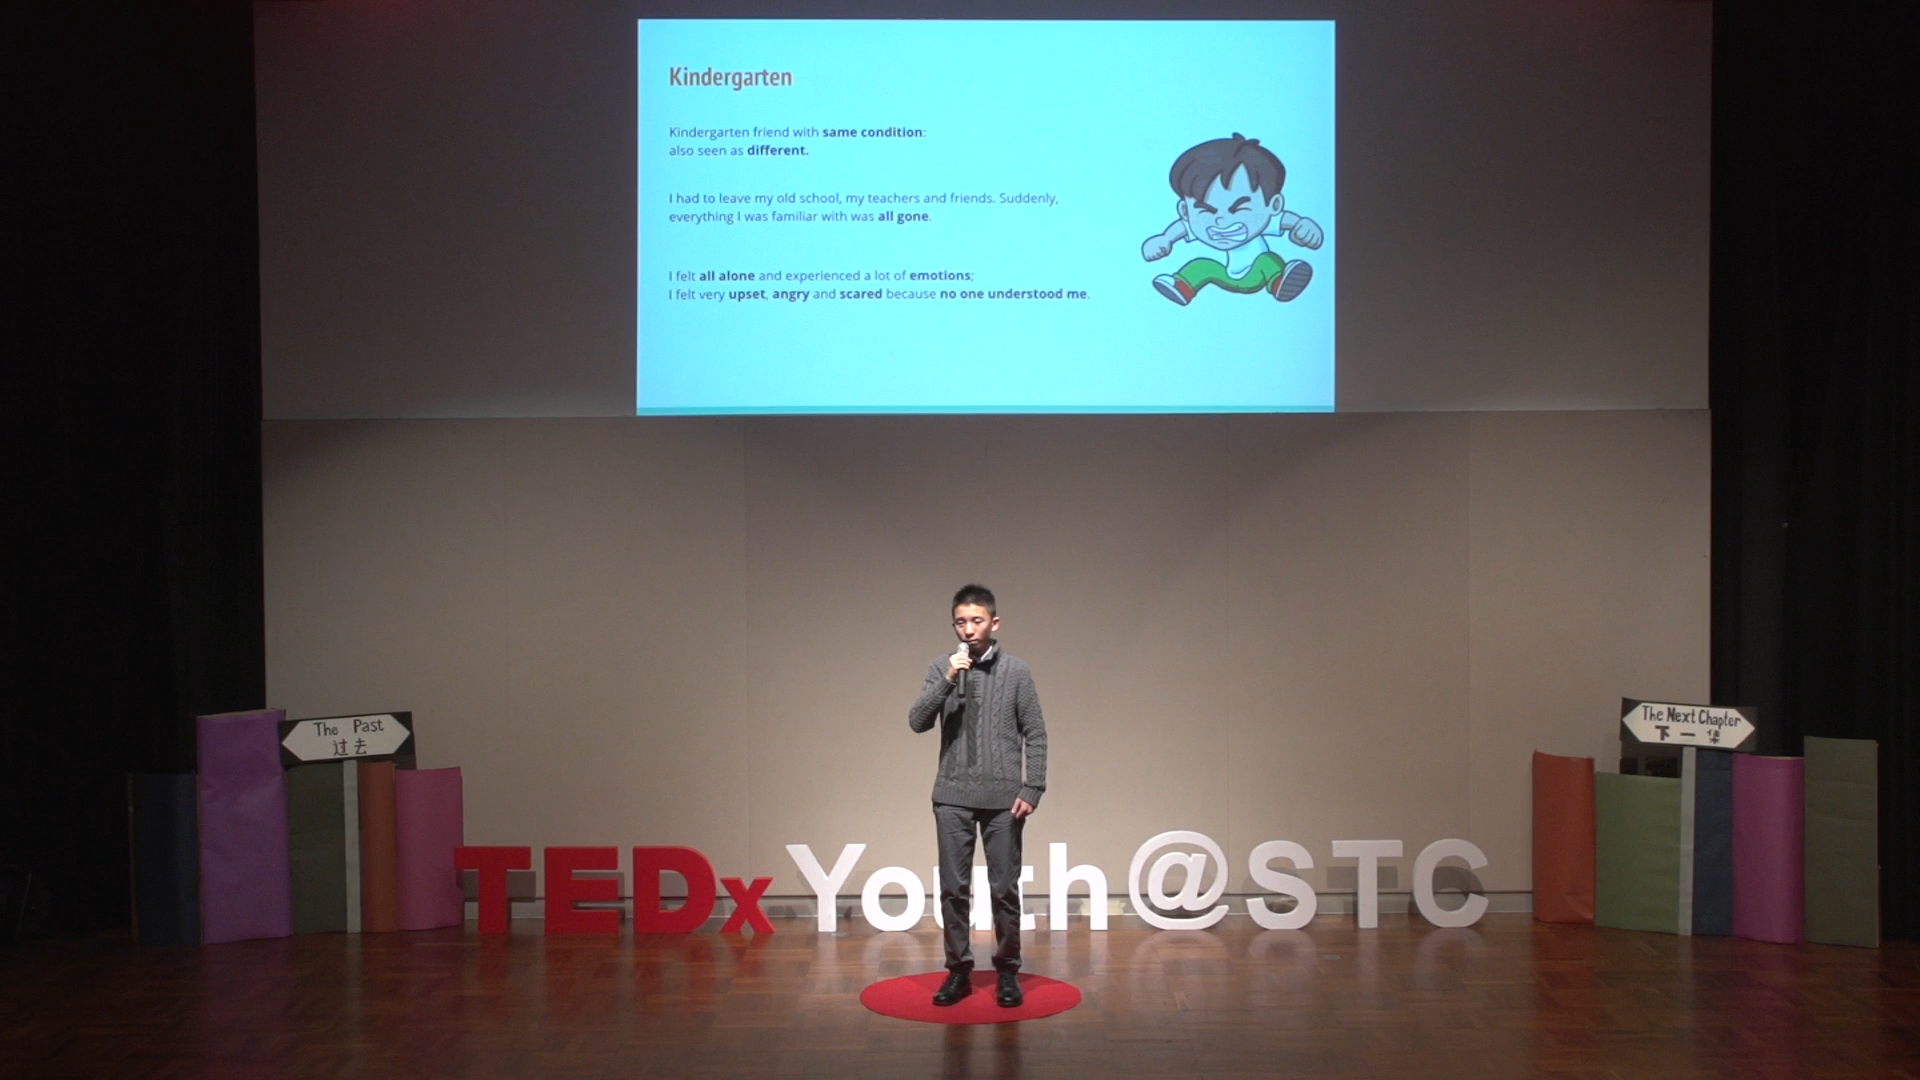 Kindergarten
Kindergarten friend with same condition:
also seen as different.
I had to leave my old school, my teachers and friends. Suddenly,
everything I was familiar with was all gone.
I felt all alone and experienced a lot of emotions;
I felt very upset, angry and scared because no one understood me.
The Past
过去
The Next Chapter
下一
TEDxYouth@STC